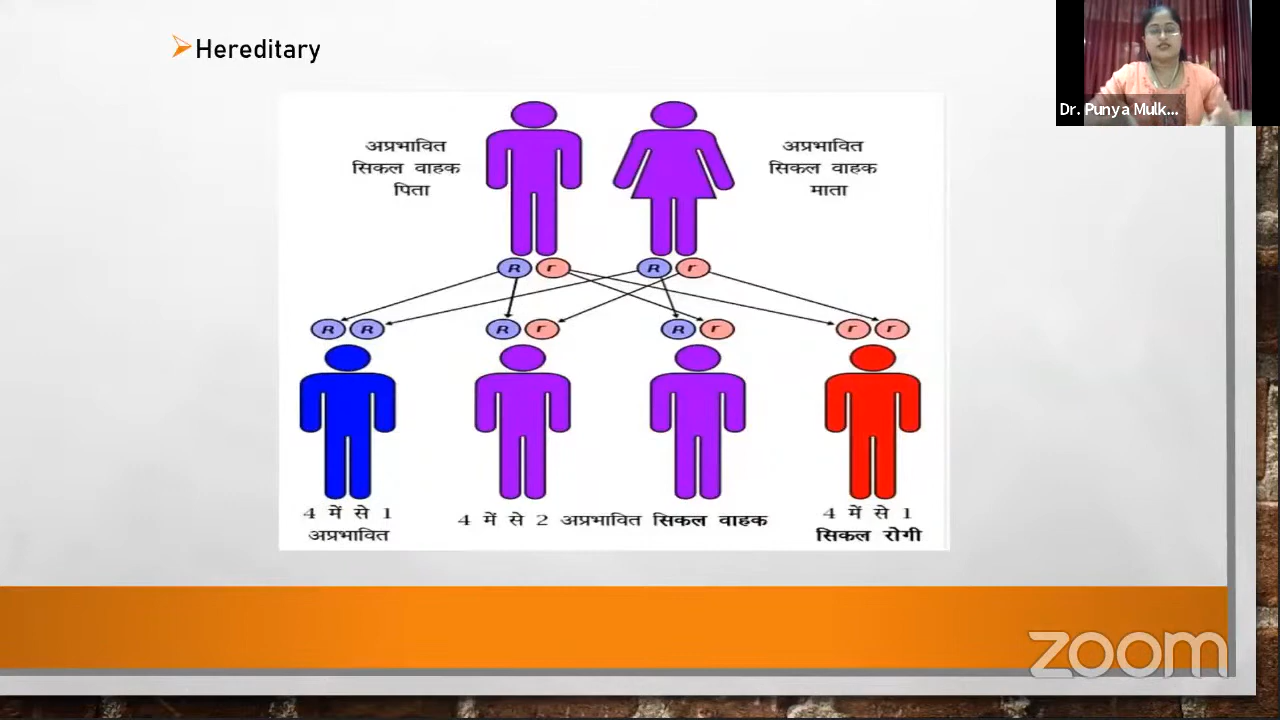 Hereditary
Dr. Punya Mulk...
अप्रभावित
सिकल वाहक
पिता
अप्रभावित
सिकल वाहक
माता
R r R r
R R R r R r r r
4 में से 1
अप्रभावित
4 में से 2 अप्रभावित सिकल वाहक
4 में से 1
सिकल रोगी
zoom